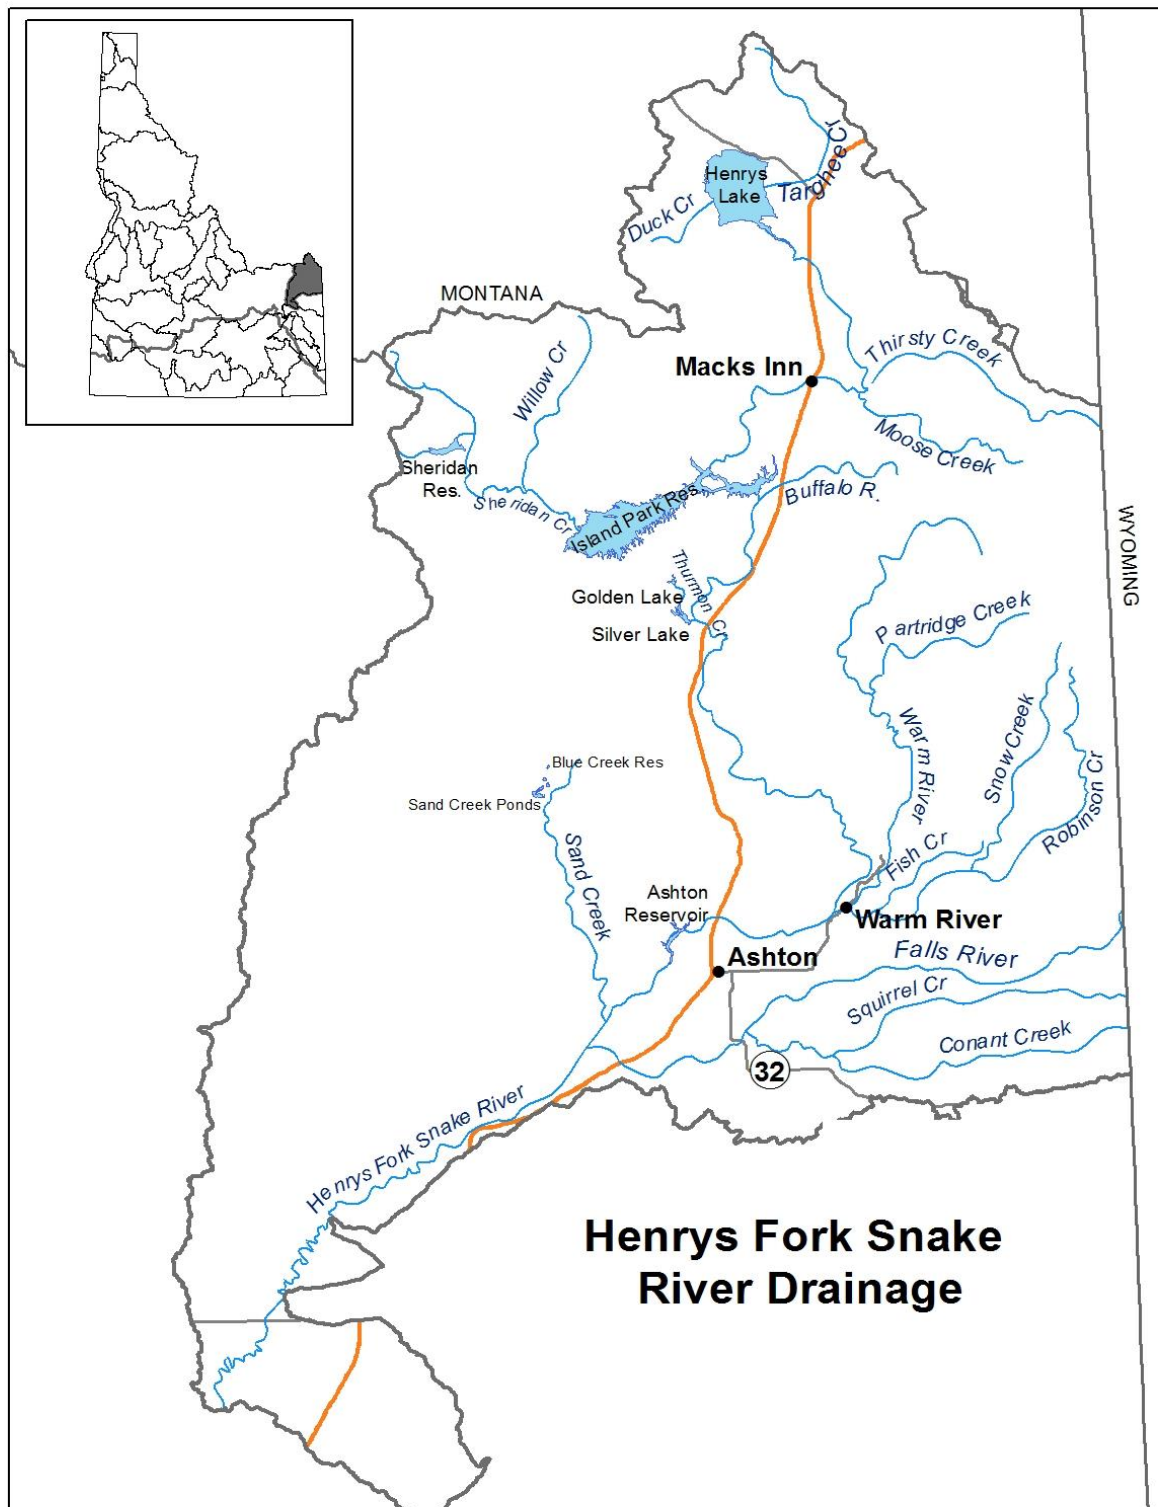 Targhee Cr
Henrys
Lake
Duck Cr
MONTANA
Thirsty Creek
Willow Cr
Macks Inn
Moose Creek
Sheridan
Res.
Sheridan Cr
Island Park Res
Buffalo R.
WYOMING
Thurmon Cr
Golden Lake
Silver Lake
Partridge Creek
Warm River
Snow Creek
Blue Creek Res
Sand Creek Ponds
Robinson Cr
Sand Creek
Fish Cr
Ashton
Reservoir
Warm River
Ashton
Falls River
Squirrel Cr
Conant Creek
32
Henrys Fork Snake River
Henrys Fork Snake
River Drainage